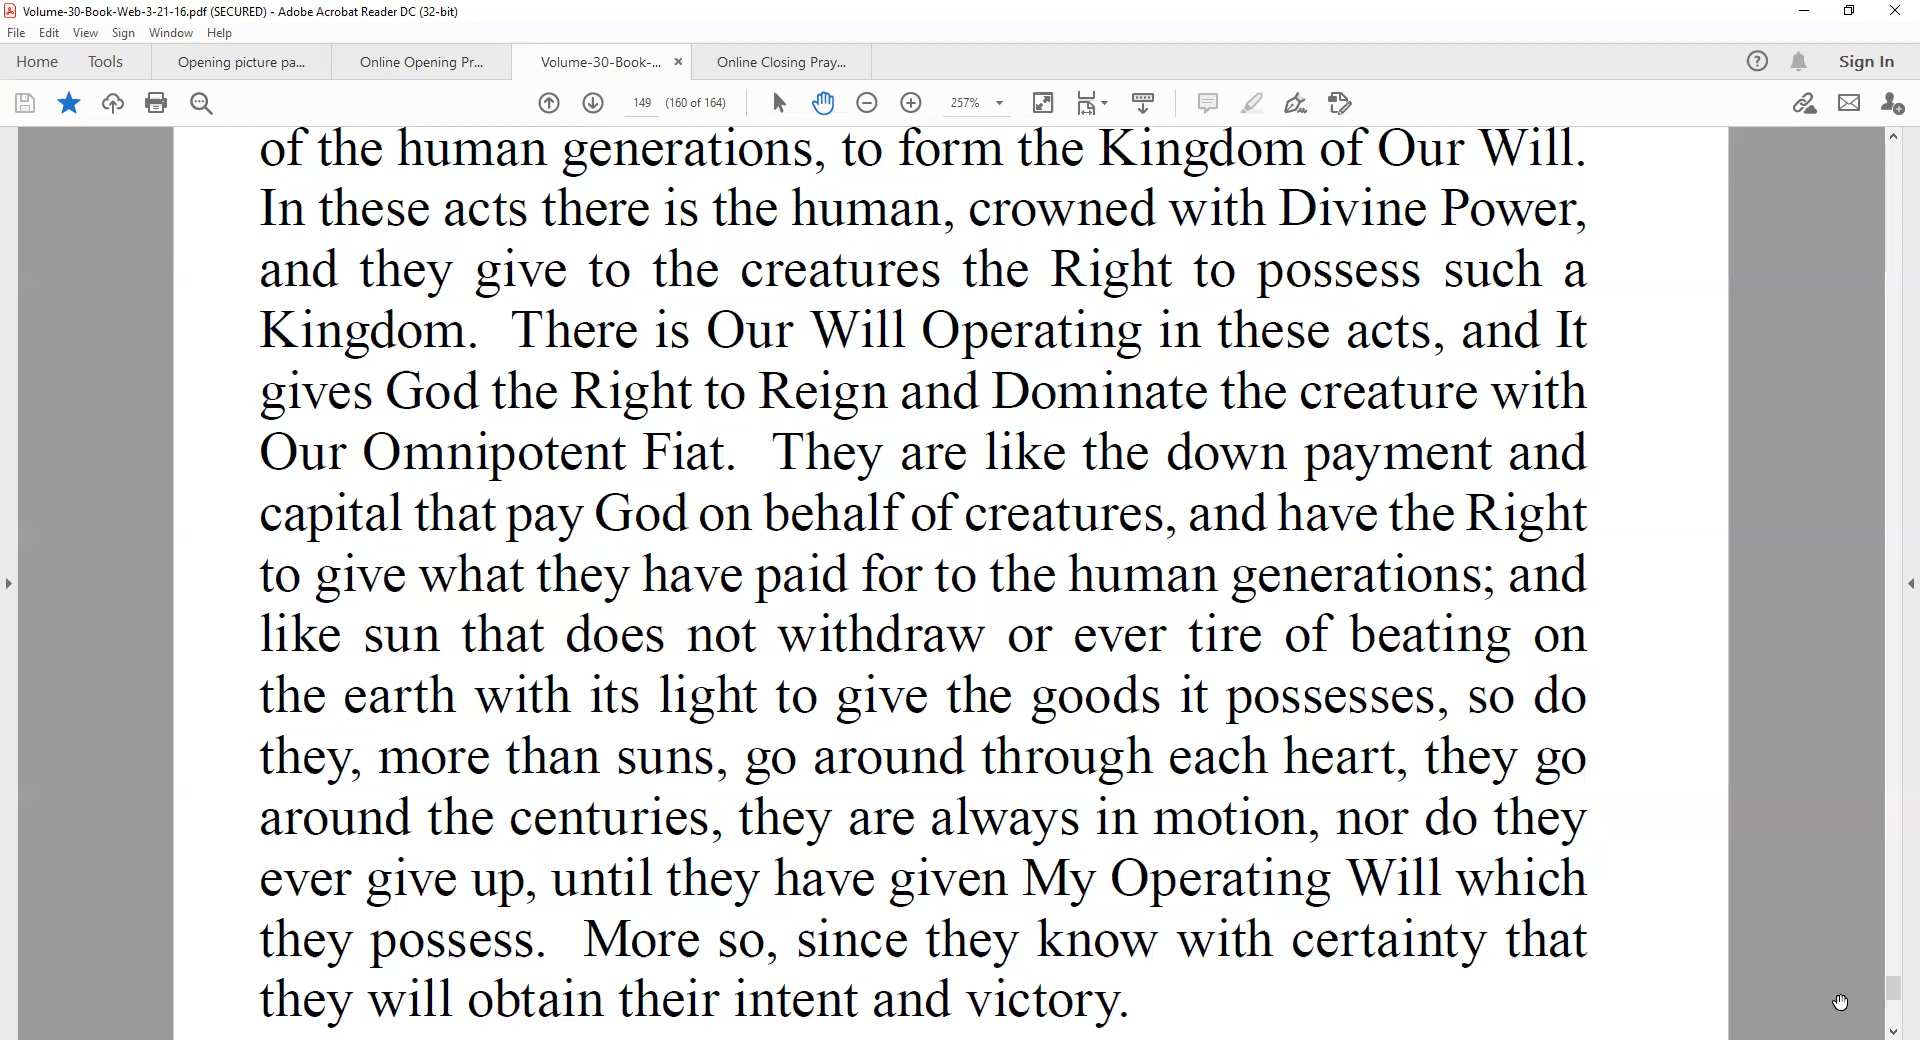 Volume-30-Book-Web-3-21-16.pdf (SECURED) - Adobe Acrobat Reader DC (32-bit)
File Edit View Sign Window Help
Home Tools Opening picture pa... Online Opening Pr... Volume-30-Book-... Online Closing Pray... Sign In
149 (160 of 164) 257%
of the human generations, to form the Kingdom of Our Will.
In these acts there is the human, crowned with Divine Power,
and they give to the creatures the Right to possess such a
Kingdom. There is Our Will Operating in these acts, and It
gives God the Right to Reign and Dominate the creature with
Our Omnipotent Fiat. They are like the down payment and
capital that pay God on behalf of creatures, and have the Right
to give what they have paid for to the human generations; and
like sun that does not withdraw or ever tire of beating on
the earth with its light to give the goods it possesses, so do
they, more than suns, go around through each heart, they go
around the centuries, they are always in motion, nor do they
ever give up, until they have given My Operating Will which
they possess. More so, since they know with certainty that
they will obtain their intent and victory.